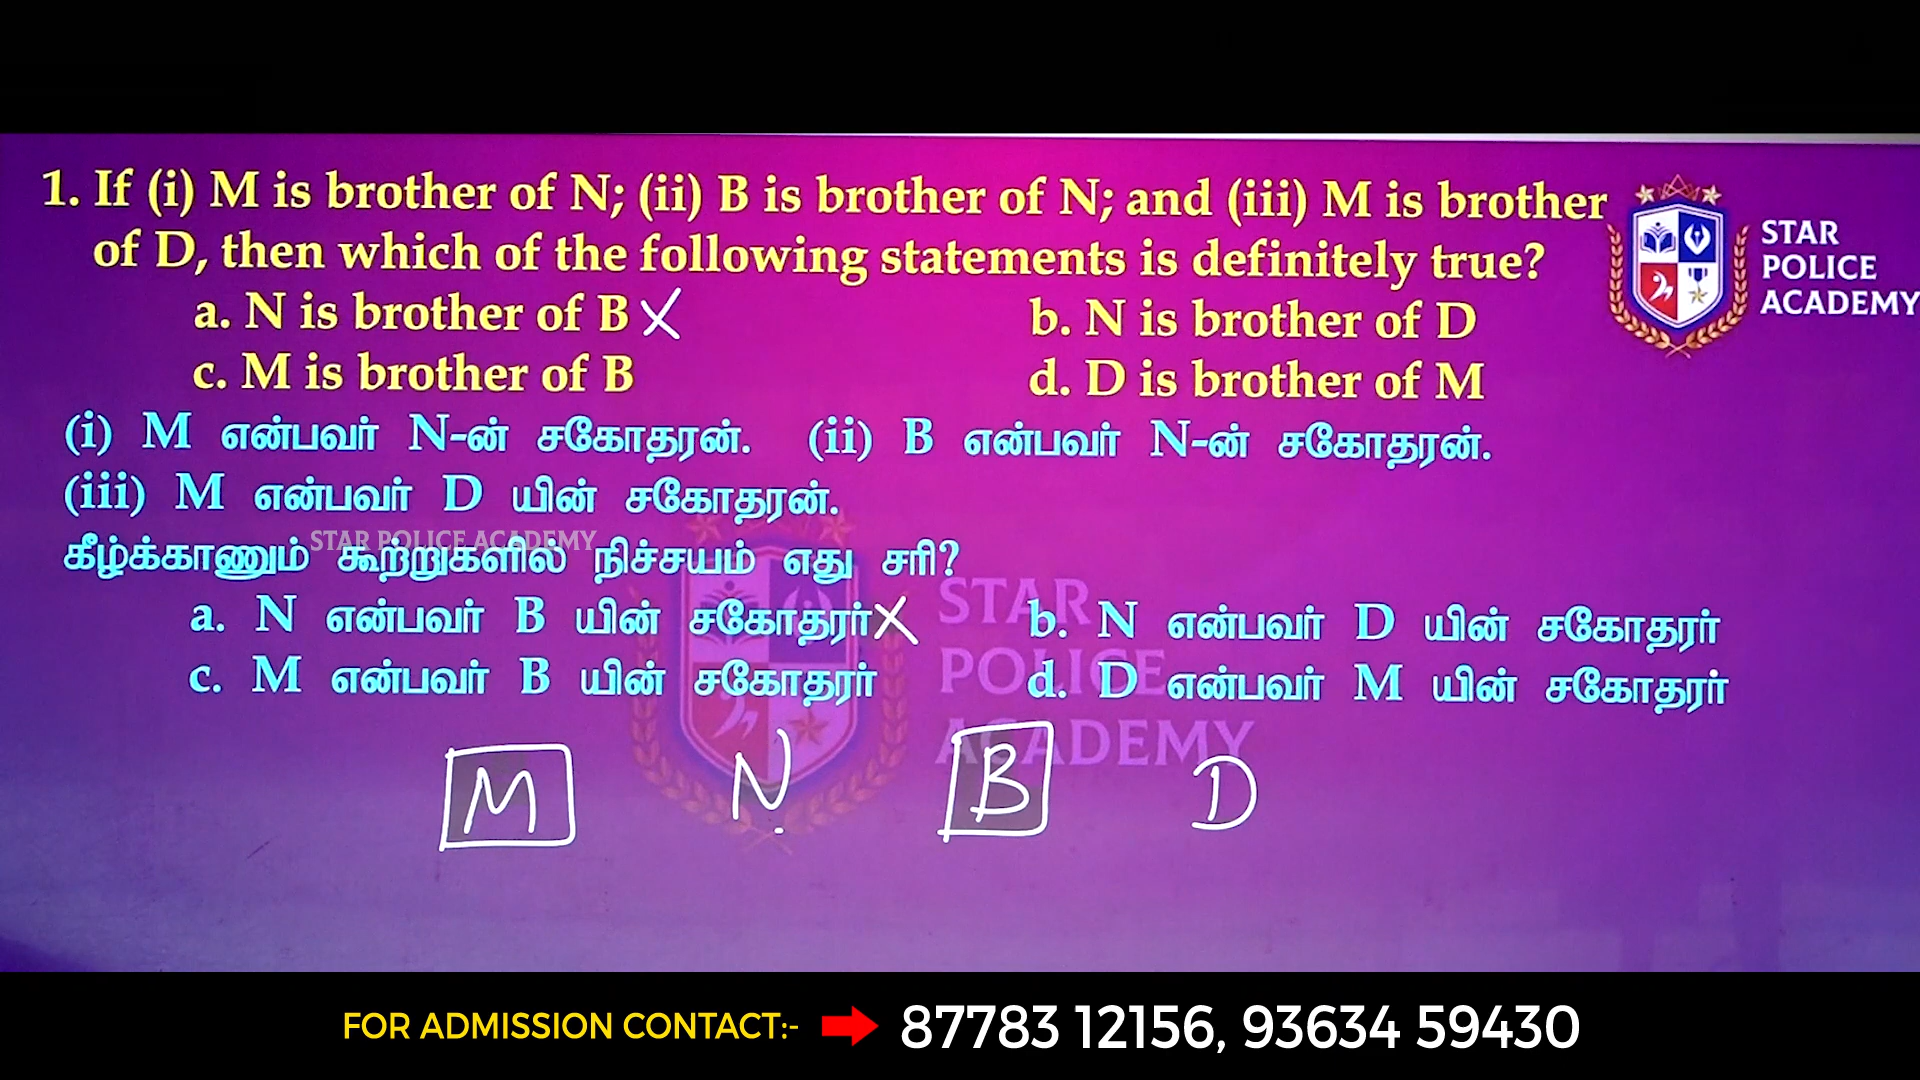 1. If (i) M is brother of N; (ii) B is brother of N; and (iii) M is brother
of D, then which of the following statements is definitely true?
a. N is brother of B X
b. N is brother of D
c. M is brother of B
d. D is brother of M
(i) M என்பவர் N-ன் சகோதரன். (ii) B என்பவர் N-ன் சகோதரன்.
(iii) M என்பவர் D யின் சகோதரன்.
கீழ்க்காணும் கூற்றுகளில் நிச்சயம் எது சரி?
a. N என்பவர் B யின் சகோதரர் X
b. N என்பவர் D யின் சகோதரர்
c. M என்பவர் B யின் சகோதரர்
d. D என்பவர் M யின் சகோதரர்
M N B D
STAR
POLICE
ACADEMY
STAR POLICE ACADEMY
STAR
POLICE
ACADEMY
FOR ADMISSION CONTACT:- 87783 12156, 93634 59430